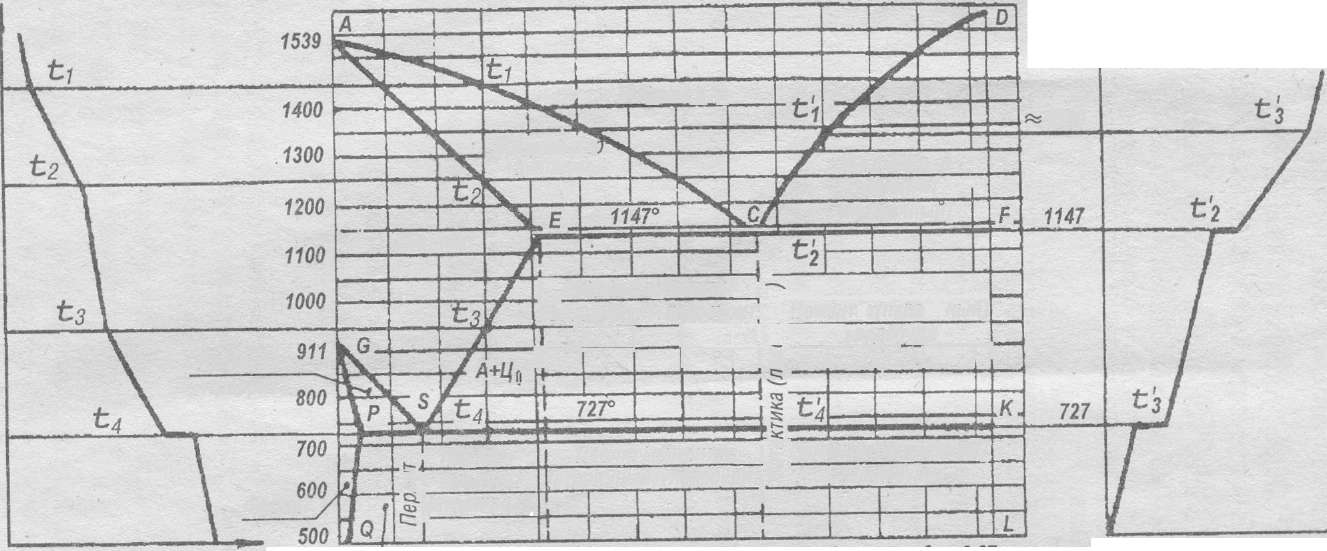 A
D
1539
t₁
t₁
1400
t'₁
≈
t'₃
1300
t₂
t₂
1200
E
1147°
C
F
1147
t'₂
t'₂
1100
1000
t₃
t₃
911
G
А+Ц
800
P
S
t₄
727°
t'₄
K
727
t'₃
t₄
700
ктика (л
)
600
Пер т
500
Q
L